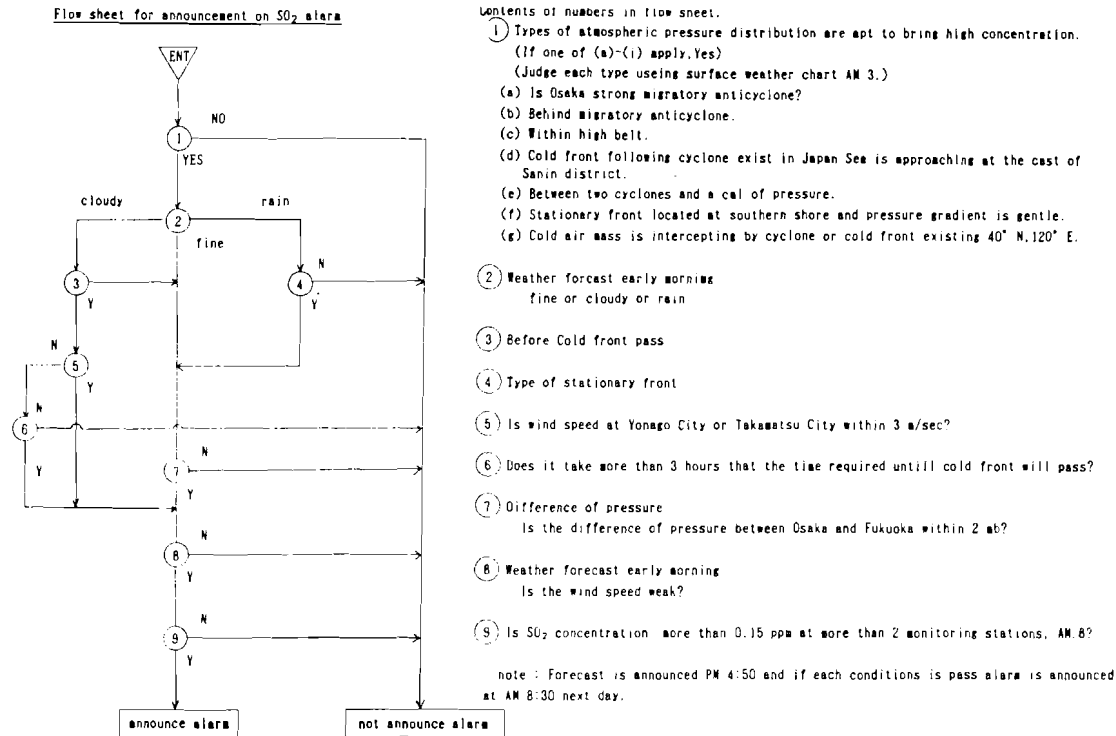 Flow sheet for announcement on SO₂ alarm
ENT
NO
1
YES
cloudy
rain
2
fine
N
3
4
Y
Y
N
5
Y
N
6
N
Y
7
Y
N
8
Y
N
9
Y
announce alarm
not announce alarm
Contents of numbers in flow sheet.
1 Types of atmospheric pressure distribution are apt to bring high concentration.
(If one of (a)-(i) apply,Yes)
(Judge each type useing surface weather chart AM 3.)
(a) Is Osaka strong migratory anticyclone?
(b) Behind migratory anticyclone.
(c) Within high belt.
(d) Cold front following cyclone exist in Japan Sea is approaching at the cast of
Sanin district.
(e) Between two cyclones and a cal of pressure.
(f) Stationary front located at southern shore and pressure gradient is gentle.
(g) Cold air mass is intercepting by cyclone or cold front existing 40° N,120° E.
2 Weather forcast early morning
fine or cloudy or rain
3 Before Cold front pass
4 Type of stationary front
5 Is wind speed at Yonago City or Takamatsu City within 3 m/sec?
6 Does it take more than 3 hours that the time required untill cold front will pass?
7 Difference of pressure
Is the difference of pressure between Osaka and Fukuoka within 2 mb?
8 Weather forecast early morning
Is the wind speed weak?
9 Is SO₂ concentration more than 0.15 ppm at more than 2 monitoring stations, AM.8?
note : Forecast is announced PM 4:50 and if each conditions is pass alarm is announced
at AM 8:30 next day.